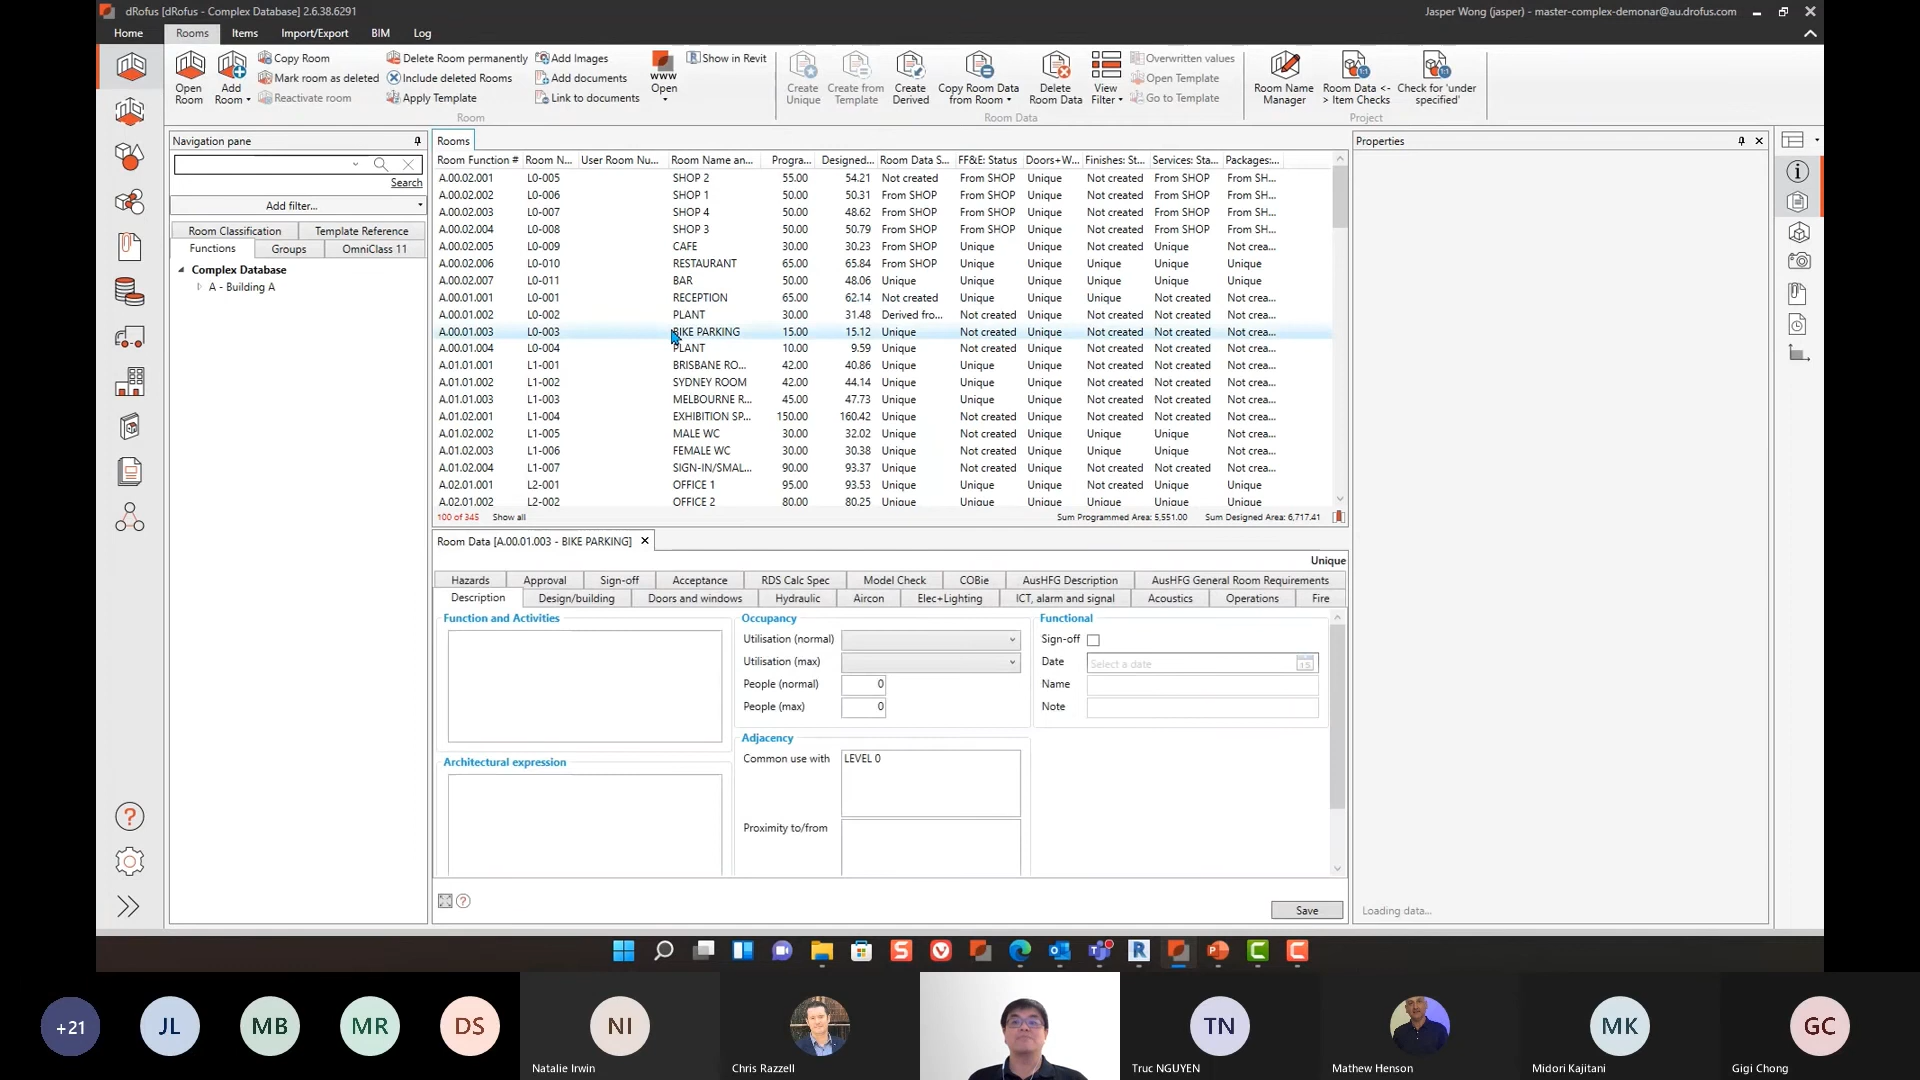 dRofus [dRofus - Complex Database] 2.6.38.6291
Jasper Wong (jasper) - master-complex-demonar@au.drofus.com
Home Rooms Items Import/Export BIM Log
Open Room
Add Room
Copy Room
Mark room as deleted
Reactivate room
Delete Room permanently
Include deleted Rooms
Apply Template
Add Images
Add documents
Link to documents
www Open
Show in Revit
Room
Create Unique
Create from Template
Create Derived
Copy Room Data from Room
Delete Room Data
View Filter
Overwritten values
Open Template
Go to Template
Room Data
Room Name Manager
Room Data <-> Item Checks
Check for 'under specified'
Project
Navigation pane
Search
Add filter...
Room Classification Template Reference
Functions Groups OmniClass 11
Complex Database
A - Building A
Rooms
Room Function # Room N... User Room Nu... Room Name an... Progra... Designed... Room Data S... FF&E: Status Doors+W... Finishes: St... Services: Sta... Packages:...
A.00.02.001 L0-005 SHOP 2 55.00 54.21 Not created From SHOP Unique Not created From SHOP From SH...
A.00.02.002 L0-006 SHOP 1 50.00 50.31 From SHOP From SHOP Unique Not created From SHOP From SH...
A.00.02.003 L0-007 SHOP 4 50.00 48.62 From SHOP From SHOP Unique Not created From SHOP From SH...
A.00.02.004 L0-008 SHOP 3 50.00 50.79 From SHOP From SHOP Unique Not created From SHOP From SH...
A.00.02.005 L0-009 CAFE 30.00 30.23 From SHOP Unique Unique Not created Unique Not crea...
A.00.02.006 L0-010 RESTAURANT 65.00 65.84 From SHOP Unique Unique Unique Unique Unique
A.00.02.007 L0-011 BAR 50.00 48.06 Unique Unique Unique Unique Unique Unique
A.00.01.001 L0-001 RECEPTION 65.00 62.14 Not created Unique Unique Unique Not created Not crea...
A.00.01.002 L0-002 PLANT 30.00 31.48 Derived fro... Not created Unique Not created Not created Not crea...
A.00.01.003 L0-003 BIKE PARKING 15.00 15.12 Unique Not created Unique Not created Not created Not crea...
A.00.01.004 L0-004 PLANT 10.00 9.59 Unique Not created Unique Not created Not created Not crea...
A.01.01.001 L1-001 BRISBANE RO... 42.00 40.86 Unique Unique Unique Not created Not created Not crea...
A.01.01.002 L1-002 SYDNEY ROOM 42.00 44.14 Unique Unique Unique Not created Not created Not crea...
A.01.01.003 L1-003 MELBOURNE R... 45.00 47.73 Unique Unique Unique Not created Not created Not crea...
A.01.02.001 L1-004 EXHIBITION SP... 150.00 160.42 Unique Not created Unique Not created Not created Not crea...
A.01.02.002 L1-005 MALE WC 30.00 32.02 Unique Not created Unique Unique Unique Not crea...
A.01.02.003 L1-006 FEMALE WC 30.00 30.38 Unique Not created Unique Unique Unique Not crea...
A.01.02.004 L1-007 SIGN-IN/SMAL... 90.00 93.37 Unique Not created Unique Not created Not created Not crea...
A.02.01.001 L2-001 OFFICE 1 95.00 93.53 Unique Unique Unique Not created Unique Unique
A.02.01.002 L2-002 OFFICE 2 80.00 80.25 Unique Not created Unique Unique Unique Unique
100 of 345 Show all Sum Programmed Area: 5,551.00 Sum Designed Area: 6,717.41
Room Data [A.00.01.003 - BIKE PARKING]
Unique
Hazards Approval Sign-off Acceptance RDS Calc Spec Model Check COBie AusHFG Description AusHFG General Room Requirements
Description Design/building Doors and windows Hydraulic Aircon Elec+Lighting ICT, alarm and signal Acoustics Operations Fire
Function and Activities
Architectural expression
Occupancy
Utilisation (normal)
Utilisation (max)
People (normal) 0
People (max) 0
Adjacency
Common use with LEVEL 0
Proximity to/from
Functional
Sign-off
Date Select a date 15
Name
Note
Save
Properties
Loading data...
+21 JL MB MR DS NI TN MK GC
Natalie Irwin Chris Razzell Truc NGUYEN Mathew Henson Midori Kajitani Gigi Chong